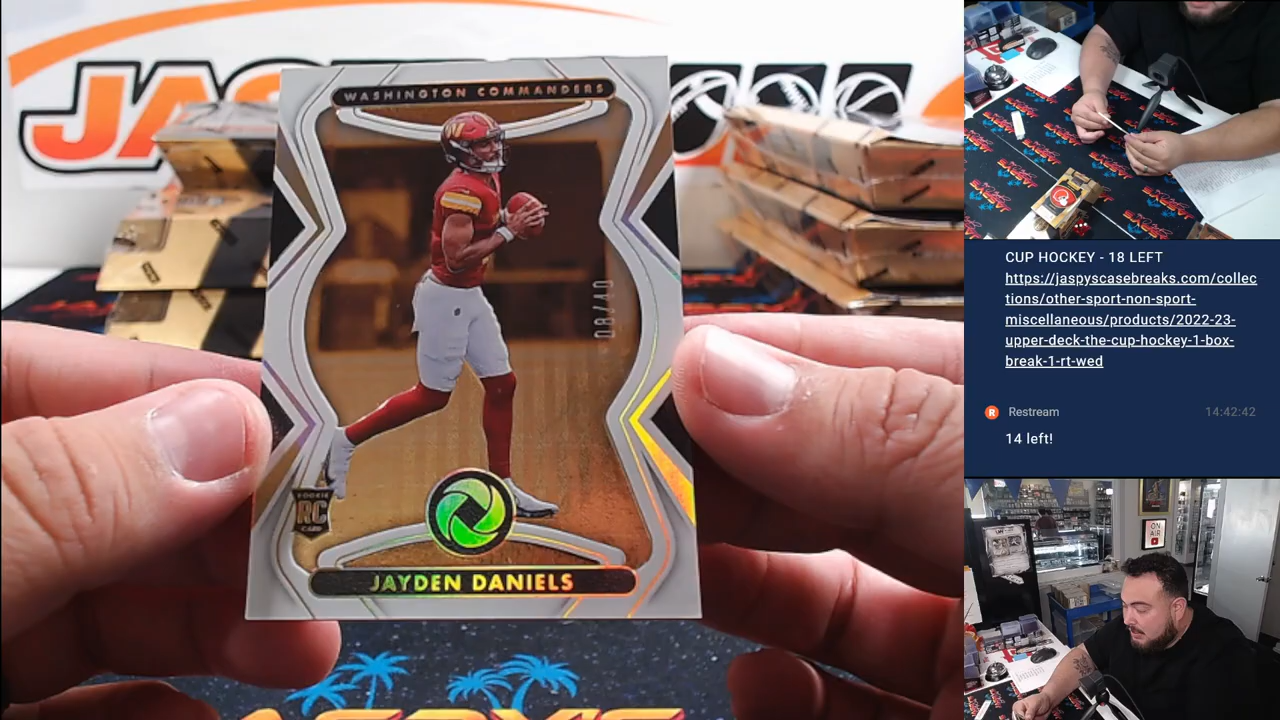 WASHINGTON COMMANDERS
08/40
ROOKIE
RC
CARD
JAYDEN DANIELS
CUP HOCKEY - 18 LEFT
https://jaspyscasebreaks.com/collec
tions/other-sport-non-sport-
miscellaneous/products/2022-23-
upper-deck-the-cup-hockey-1-box-
break-1-rt-wed
R Restream 14:42:42
14 left!
ON
AIR